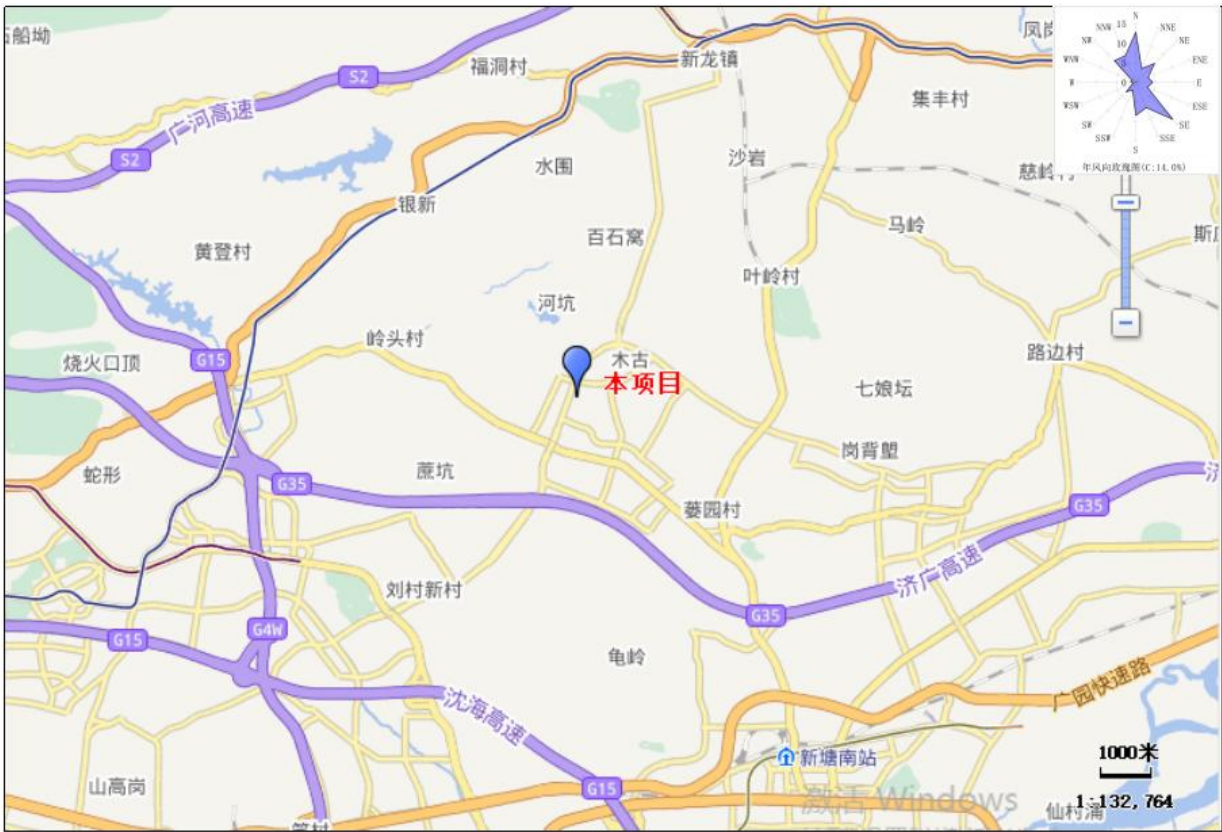 石船坳
福洞村
新龙镇
凤岗
N
NNW
15
NNE
NW
10
NE
WNW
ENE
W
0
E
WSW
ESE
SW
SE
SSW
SSE
S
年风向玫瑰图(C:14.0%)
S2
广河高速
集丰村
S2
水围
沙岩
慈岭村
银新
马岭
黄登村
百石窝
叶岭村
河坑
岭头村
路边村
烧火口顶
G15
木古
本项目
七娘坛
岗背壆
蛇形
蔗坑
G35
蒌园村
G35
济广高速
刘村新村
G35
G15
G4W
龟岭
沈海高速
广园快速路
新塘南站
1000米
山高岗
G15
激活 Windows
1:132,764
仙村涌